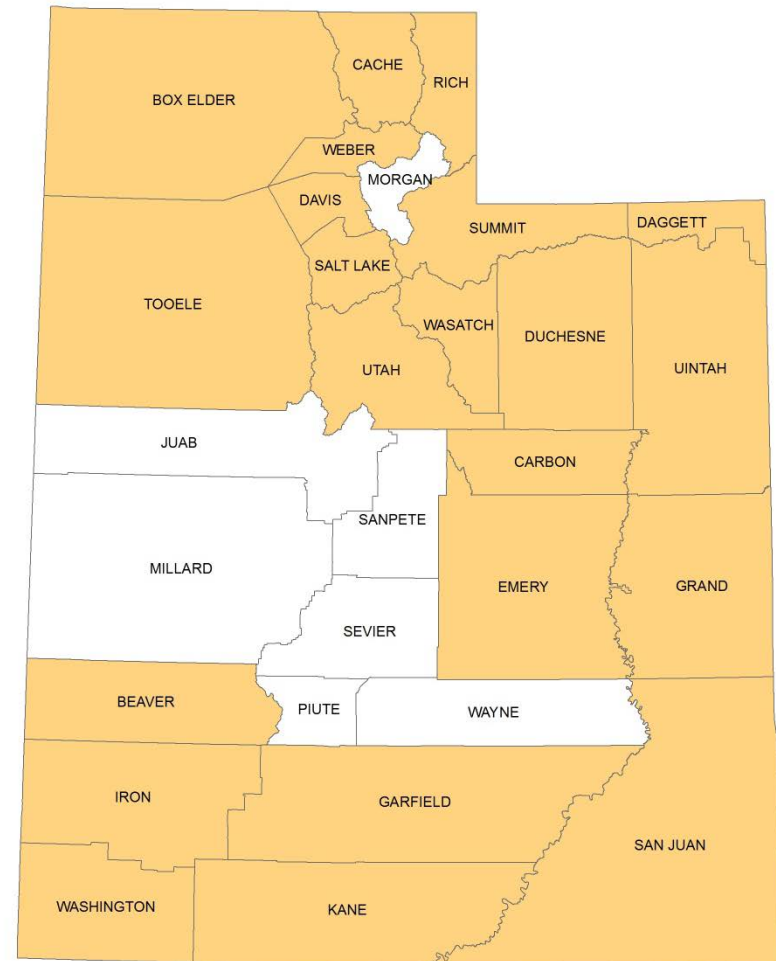 CACHE
RICH
BOX ELDER
WEBER
MORGAN
DAVIS
SUMMIT
DAGGETT
SALT LAKE
TOOELE
WASATCH
DUCHESNE
UTAH
UINTAH
JUAB
CARBON
SANPETE
MILLARD
EMERY
GRAND
SEVIER
BEAVER
PIUTE
WAYNE
IRON
GARFIELD
SAN JUAN
WASHINGTON
KANE